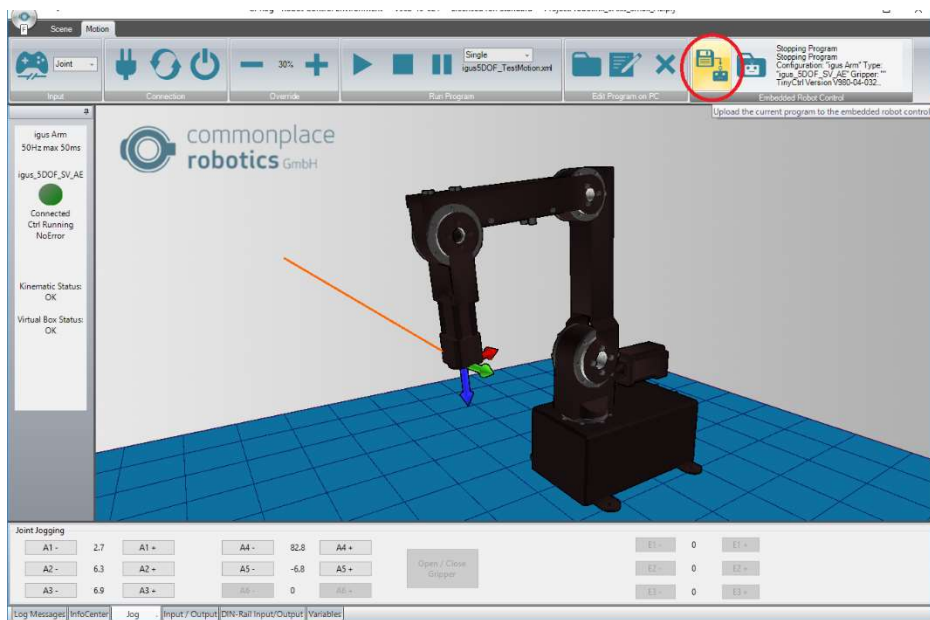 F
Scene Motion
Joint
30%
Single
igus5DOF_TestMotion.xml
Stopping Program
Stopping Program
Configuration: "igus Arm" Type:
"igus_5DOF_SV_AE" Gripper: ""
TinyCtrl Version V980-04-032...
Input Connection Override Run Program Edit Program on PC Embedded Robot Control
Upload the current program to the embedded robot control
igus Arm
50Hz max 50ms
igus_5DOF_SV_AE
Connected
Ctrl Running
NoError
Kinematic Status:
OK
Virtual Box Status:
OK
commonplace
robotics GmbH
Joint Jogging
A1 - 2.7 A1 + A4 - 82.8 A4 + E1 - 0 E1 +
A2 - 6.3 A2 + A5 - -6.8 A5 + E2 - 0 E2 +
A3 - 6.9 A3 + A6 - 0 A6 + E3 - 0 E3 +
Open / Close
Gripper
Log Messages InfoCenter Jog Input / Output DIN-Rail Input/Output Variables